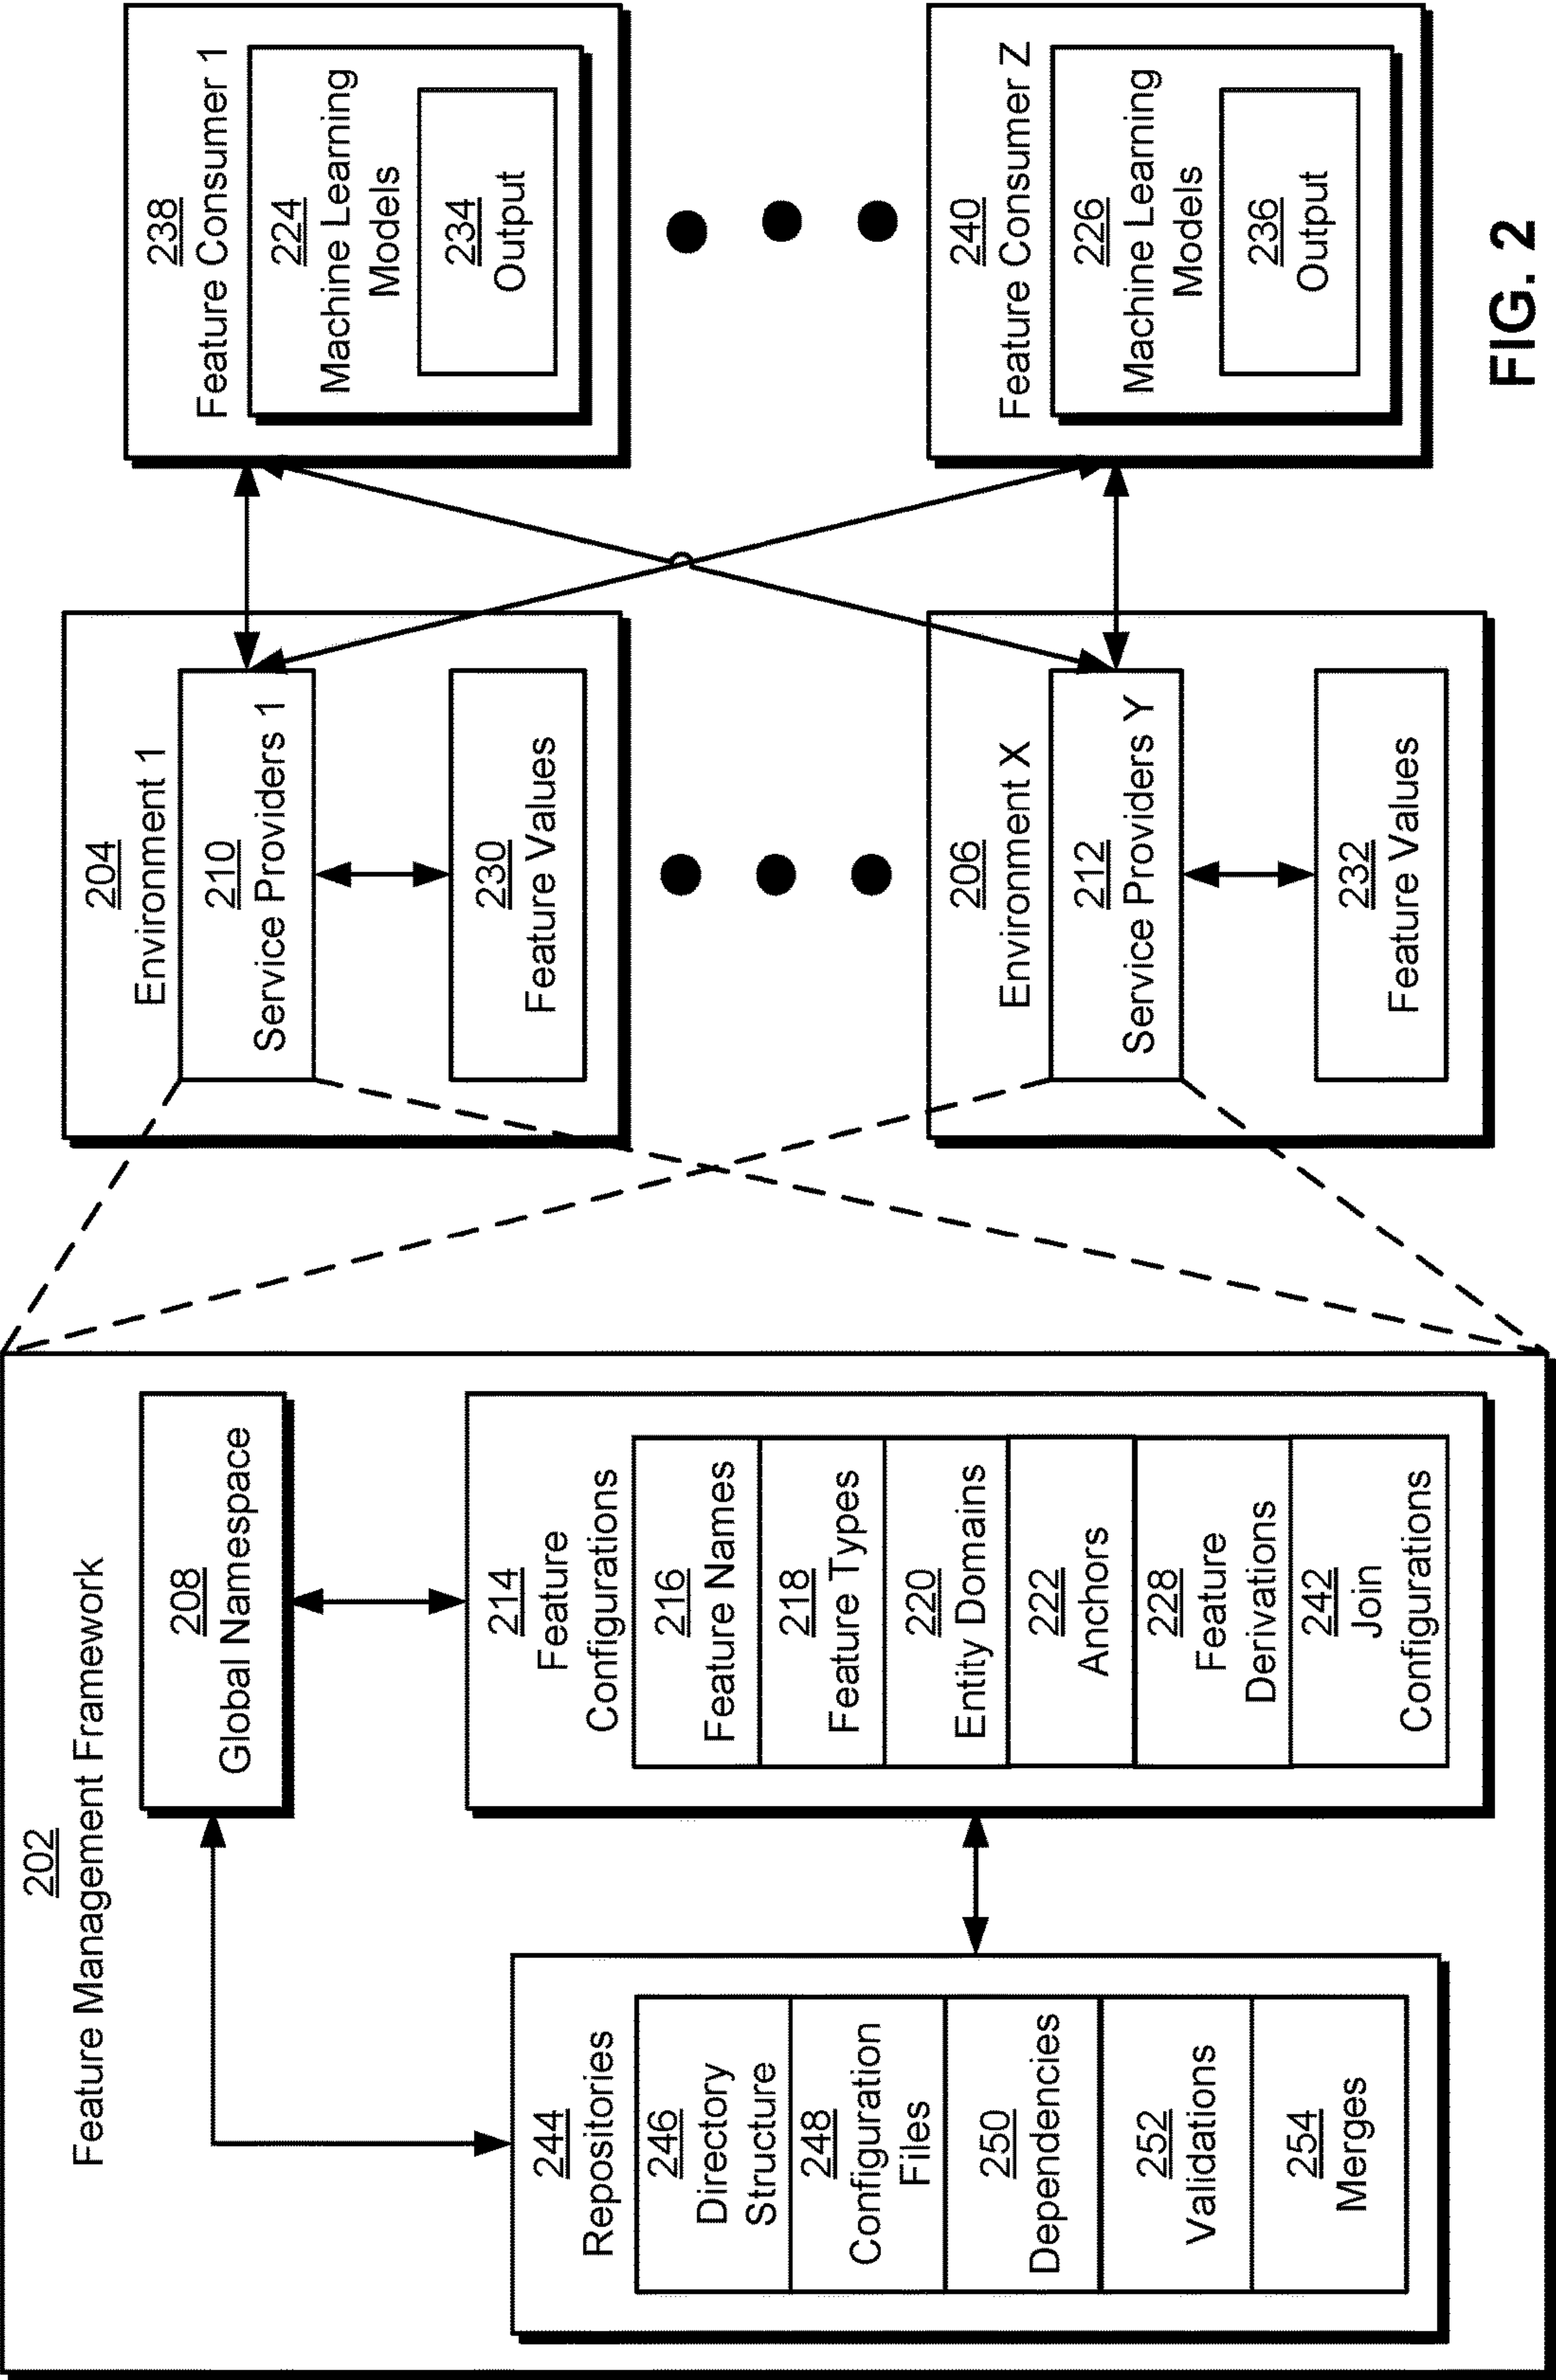 202
Feature Management Framework
208
Global Namespace
244
Repositories
246
Directory
Structure
248
Configuration
Files
250
Dependencies
252
Validations
254
Merges
214
Feature
Configurations
216
Feature Names
218
Feature Types
220
Entity Domains
222
Anchors
228
Feature
Derivations
242
Join
Configurations
204
Environment 1
210
Service Providers 1
230
Feature Values
206
Environment X
212
Service Providers Y
232
Feature Values
238
Feature Consumer 1
224
Machine Learning
Models
234
Output
240
Feature Consumer Z
226
Machine Learning
Models
236
Output
FIG. 2